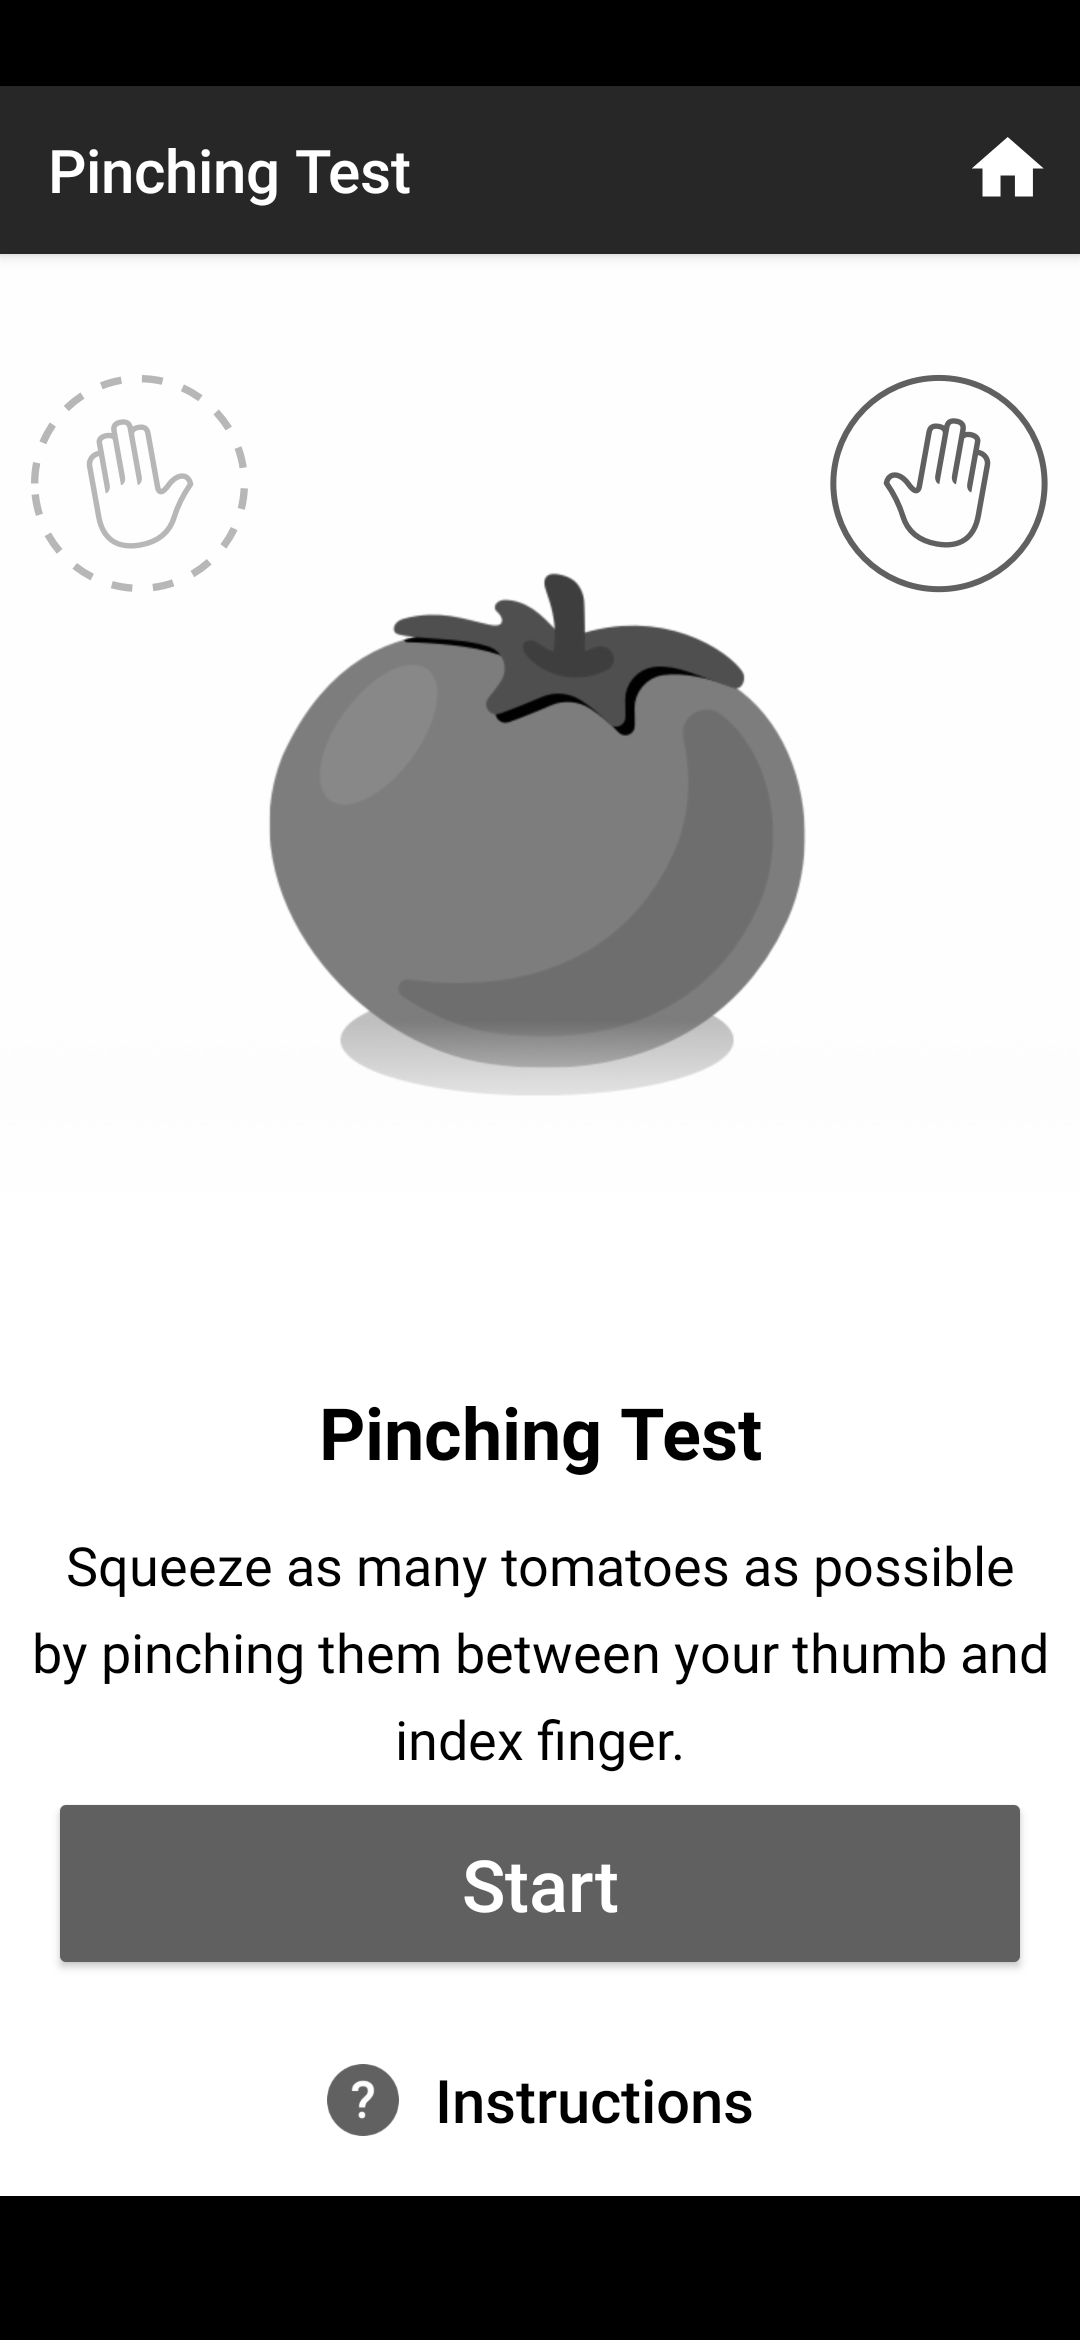 Pinching Test
Pinching Test
Squeeze as many tomatoes as possible
by pinching them between your thumb and
index finger.
Start
? Instructions